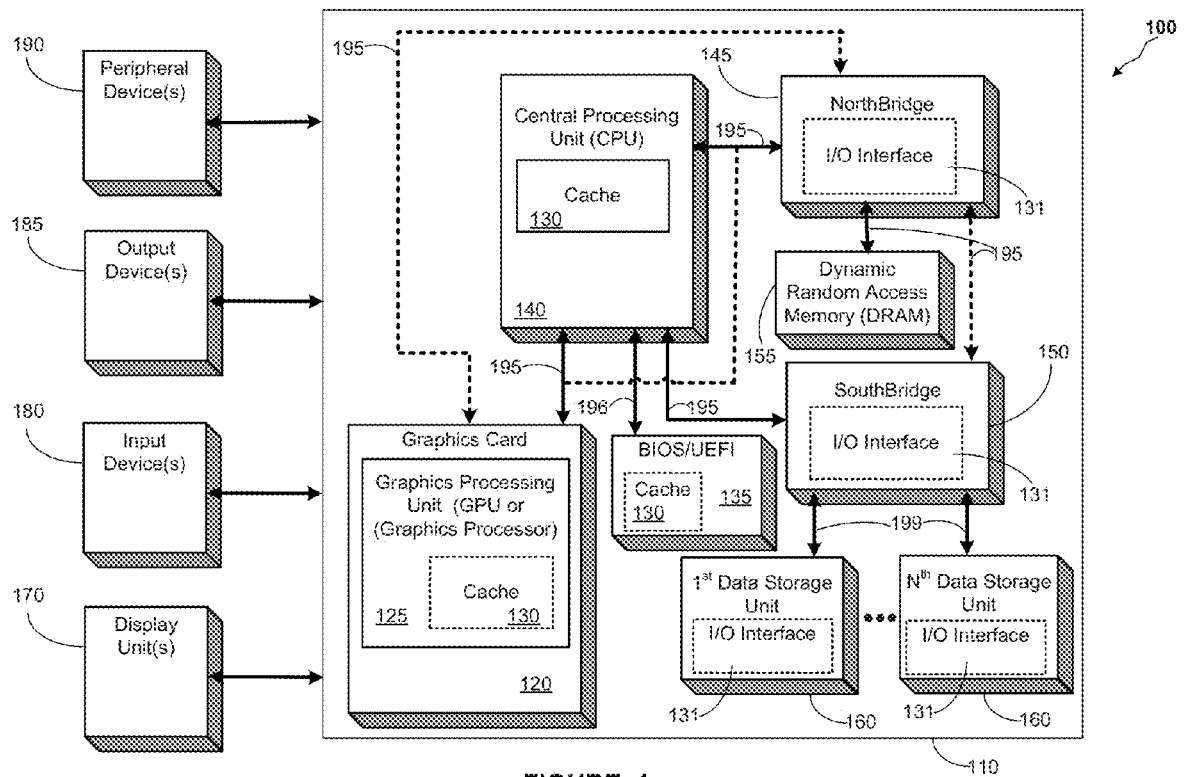 190
Peripheral
Device(s)
185
Output
Device(s)
180
Input
Device(s)
170
Display
Unit(s)
100
195
145
NorthBridge
I/O Interface
131
Central Processing
Unit (CPU)
Cache
130
140
195
195
Dynamic
Random Access
Memory (DRAM)
155
195
196
195
150
SouthBridge
I/O Interface
131
Graphics Card
Graphics Processing
Unit (GPU or
(Graphics Processor)
Cache
125
130
120
BIOS/UEFI
Cache
130
135
199
1st Data Storage
Unit
I/O Interface
131
160
Nth Data Storage
Unit
I/O Interface
131
160
110